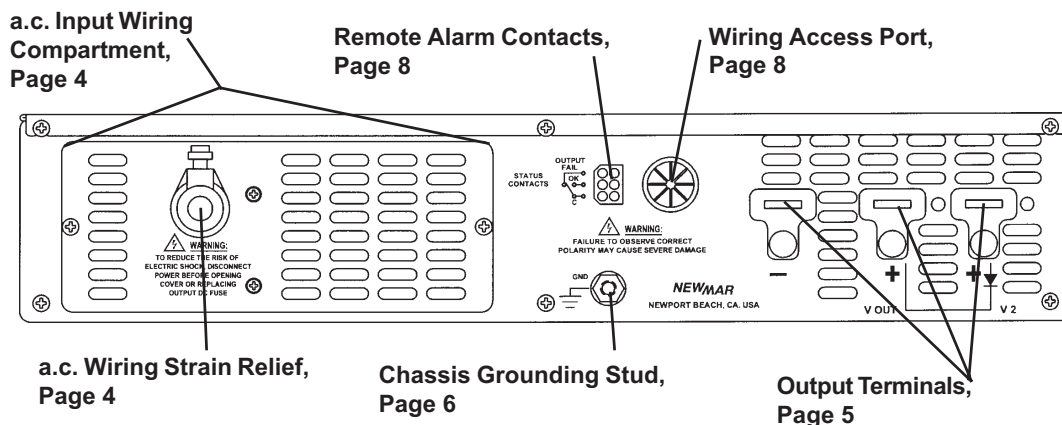 a.c. Input Wiring
Compartment,
Page 4
Remote Alarm Contacts,
Page 8
Wiring Access Port,
Page 8
OUTPUT
FAIL
OK
STATUS
CONTACTS
C
WARNING:
TO REDUCE THE RISK OF
ELECTRIC SHOCK, DISCONNECT
POWER BEFORE OPENING
COVER OR REPLACING
OUTPUT DC FUSE
WARNING:
FAILURE TO OBSERVE CORRECT
POLARITY MAY CAUSE SEVERE DAMAGE
GND
NEWMAR
NEWPORT BEACH, CA. USA
– + +
V OUT V 2
a.c. Wiring Strain Relief,
Page 4
Chassis Grounding Stud,
Page 6
Output Terminals,
Page 5